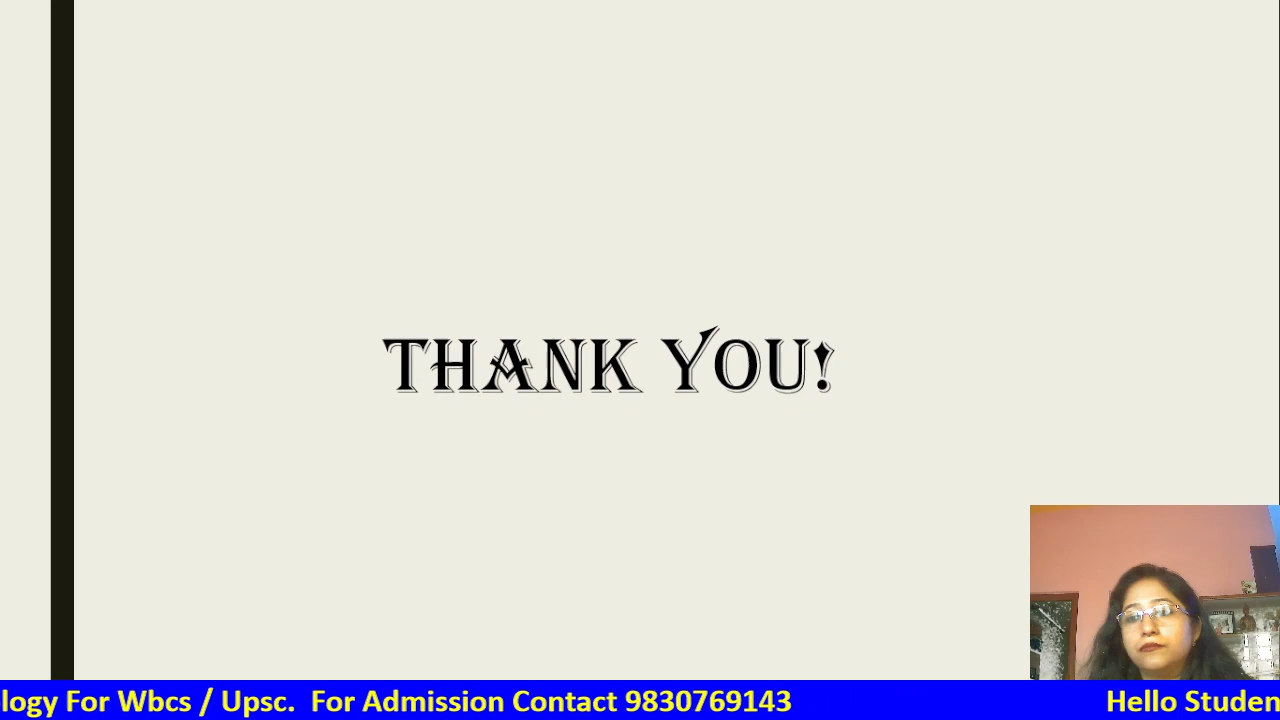 THANK YOU!
logy For Wbcs / Upsc.  For Admission Contact 9830769143 Hello Studen